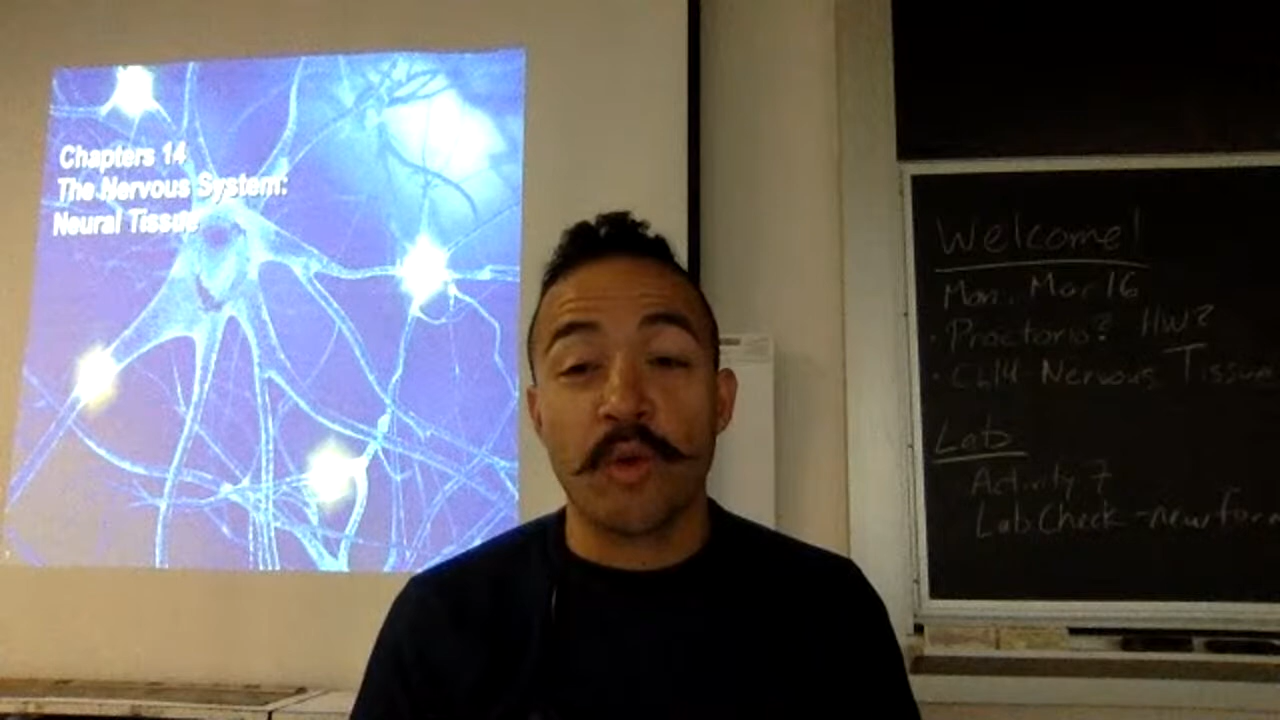 Chapters 14
The Nervous System:
Neural Tissue
Welcome!
Mon. Mar 16
• Proctorio? HW?
• Ch14-Nervous Tissue
Lab
Activity 7
Lab Check - new